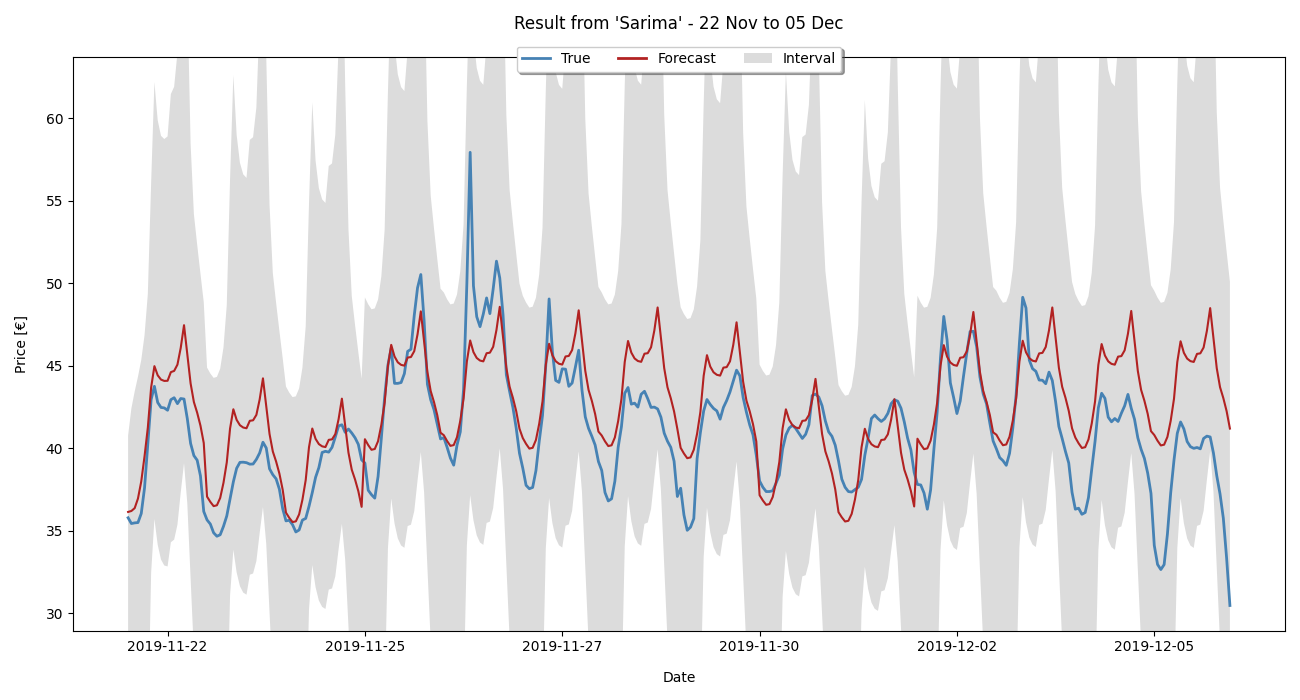 Result from 'Sarima' - 22 Nov to 05 Dec
True Forecast Interval
60
55
50
45
40
35
30
Price [€]
2019-11-22 2019-11-25 2019-11-27 2019-11-30 2019-12-02 2019-12-05
Date